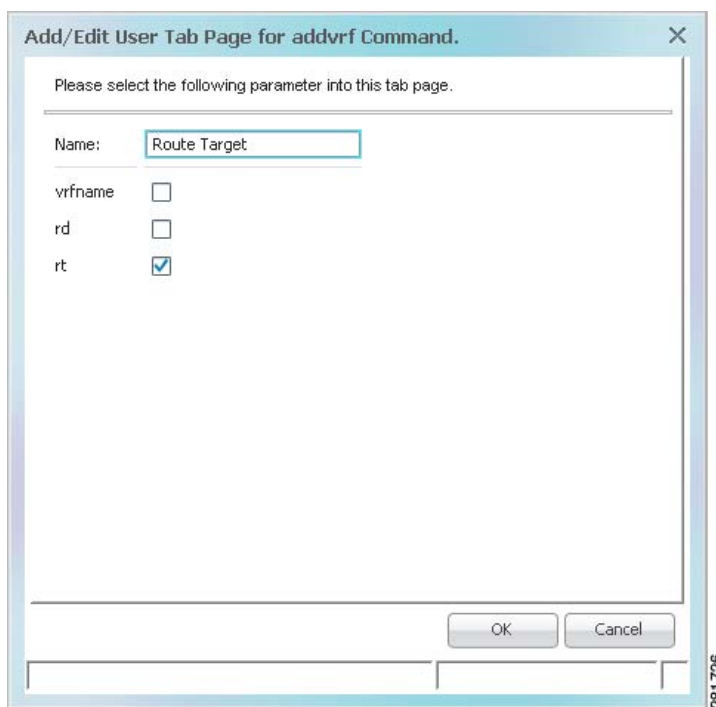 Add/Edit User Tab Page for addvrf Command.
Please select the following parameter into this tab page.
Name: Route Target
vrfname
rd
rt
OK Cancel